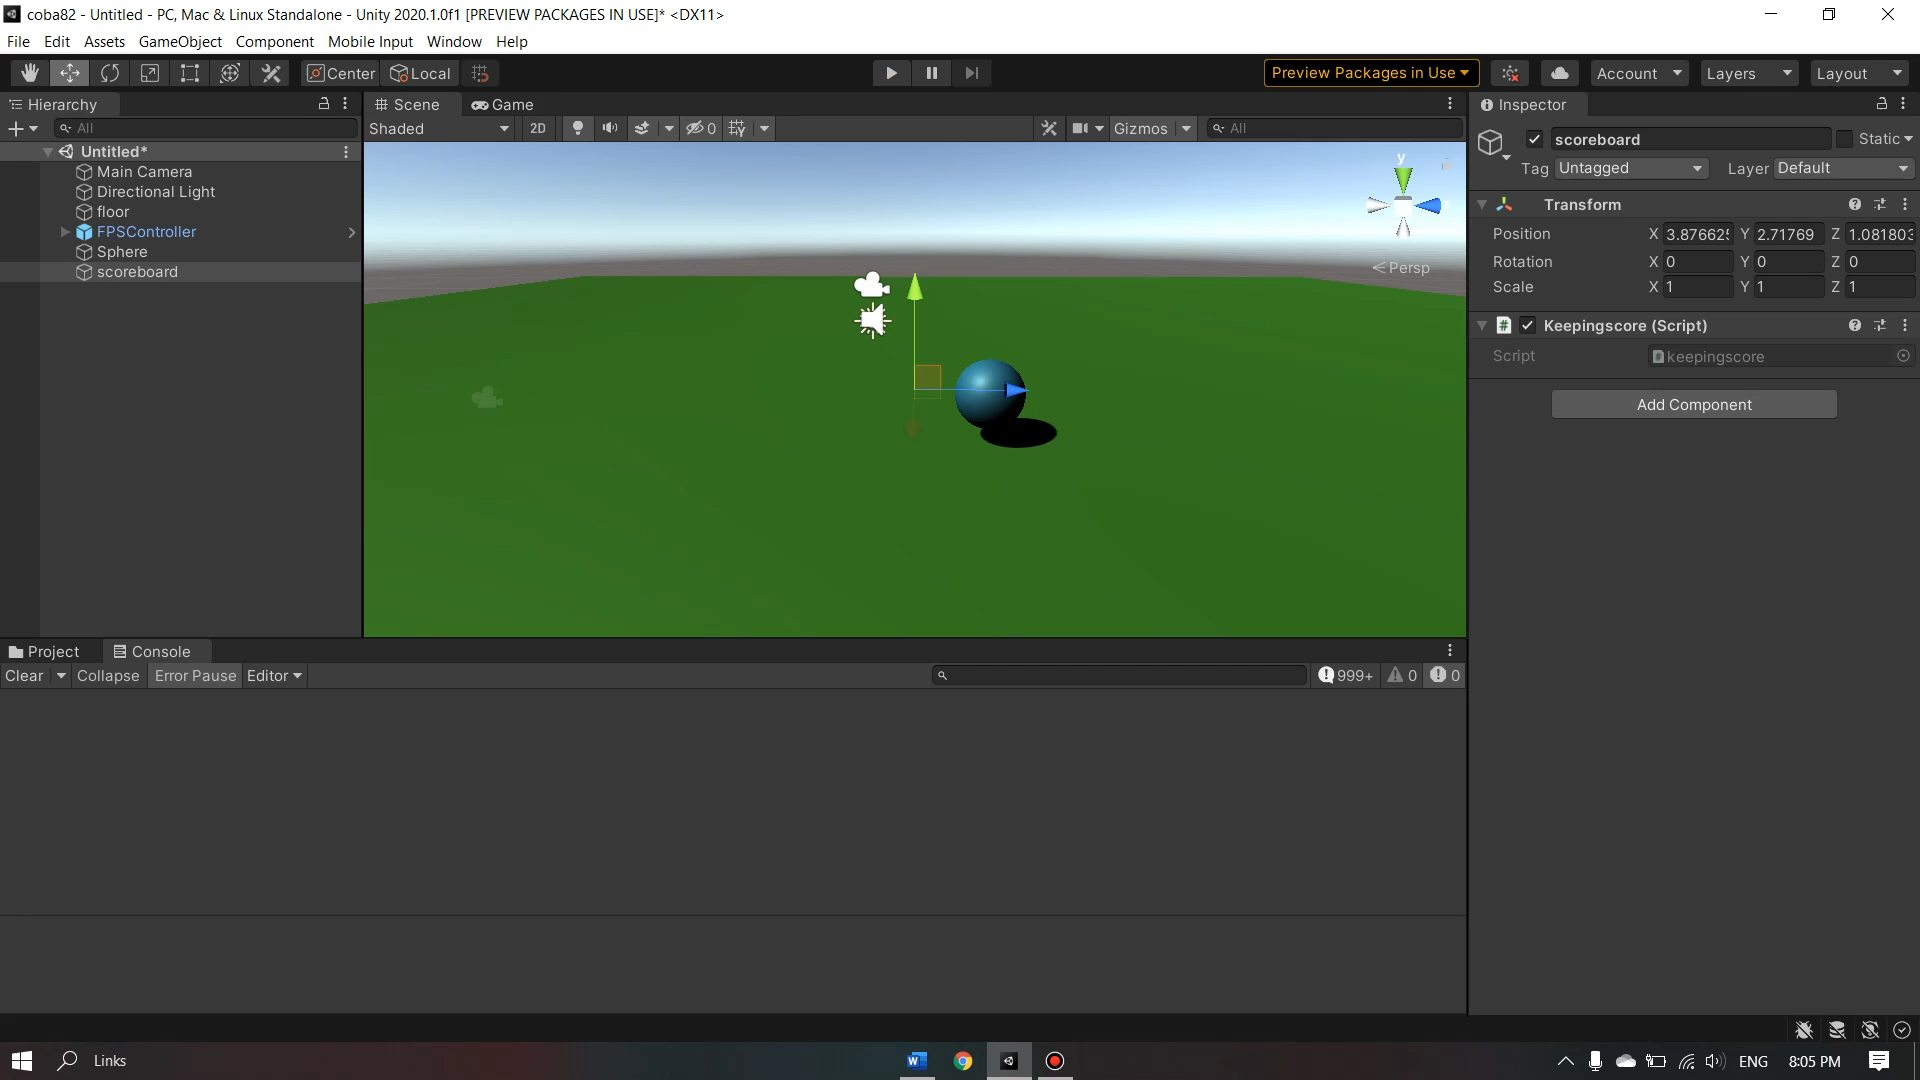 coba82 - Untitled - PC, Mac & Linux Standalone - Unity 2020.1.0f1 [PREVIEW PACKAGES IN USE]* <DX11>
File Edit Assets GameObject Component Mobile Input Window Help
Center Local Preview Packages in Use Account Layers Layout
Hierarchy
All
Untitled*
Main Camera
Directional Light
floor
FPSController
Sphere
scoreboard
Scene Game
Shaded 2D 0 Gizmos All
y
z
Persp
Inspector
scoreboard Static
Tag Untagged Layer Default
Transform
Position X 3.87662 Y 2.71769 Z 1.081803
Rotation X 0 Y 0 Z 0
Scale X 1 Y 1 Z 1
Keepingscore (Script)
Script keepingscore
Add Component
Project Console
Clear Collapse Error Pause Editor 999+ 0 0
Links ENG 8:05 PM